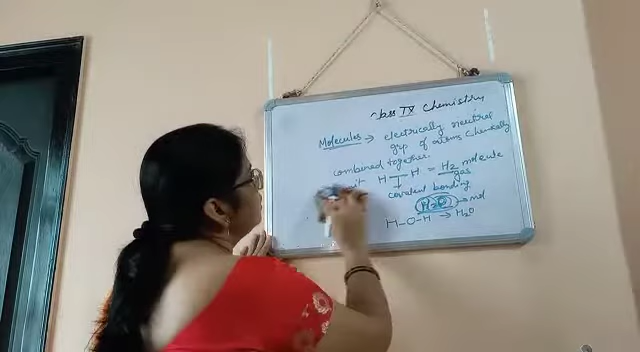 Class IX Chemistry
Molecules → electrically neutral
grp of atoms chemically
combined together.
H — H = H2 molecule
gas
covalent bonding
H2O → mol
H-O-H → H2O